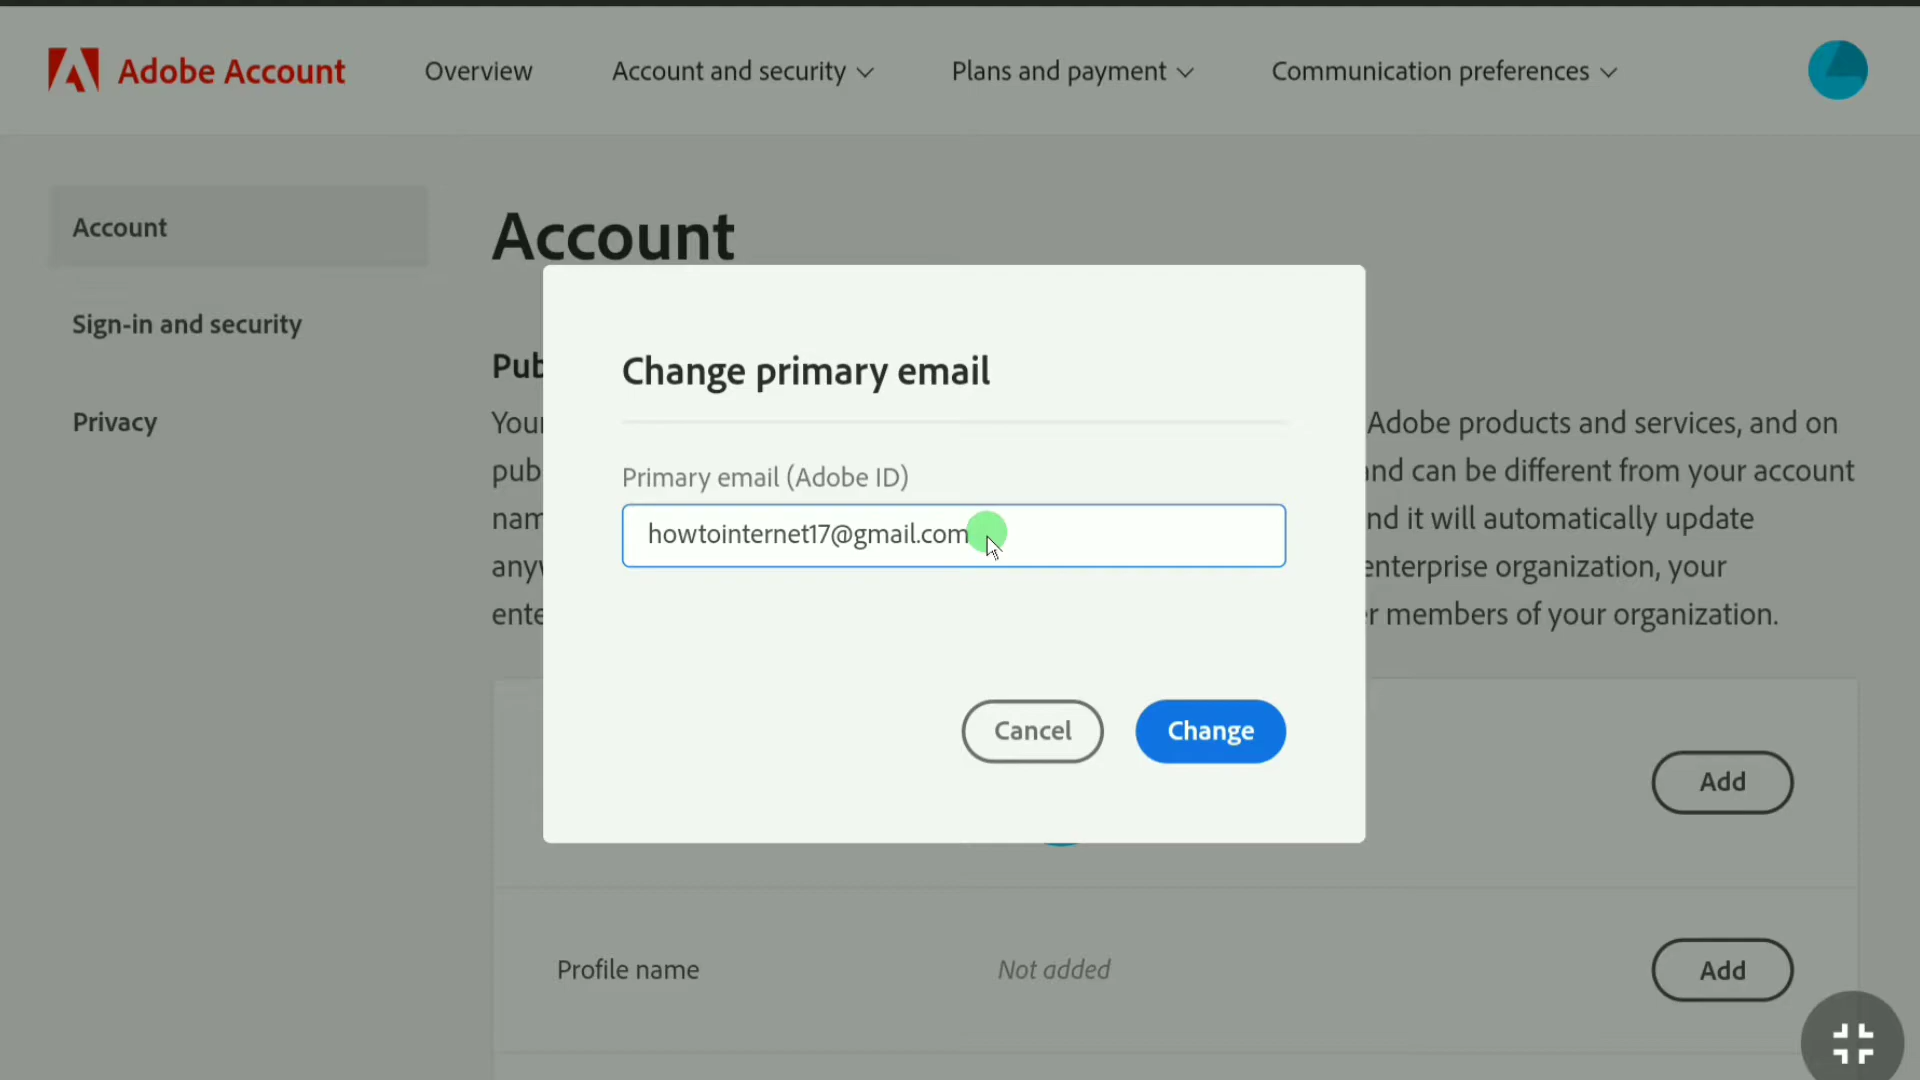 Adobe Account Overview Account and security Plans and payment Communication preferences
Account
Sign-in and security
Privacy
Account
Change primary email
Primary email (Adobe ID)
howtointernet17@gmail.com
Cancel Change
Adobe products and services, and on
can be different from your account
it will automatically update
enterprise organization, your
members of your organization.
Add
Profile name Not added Add